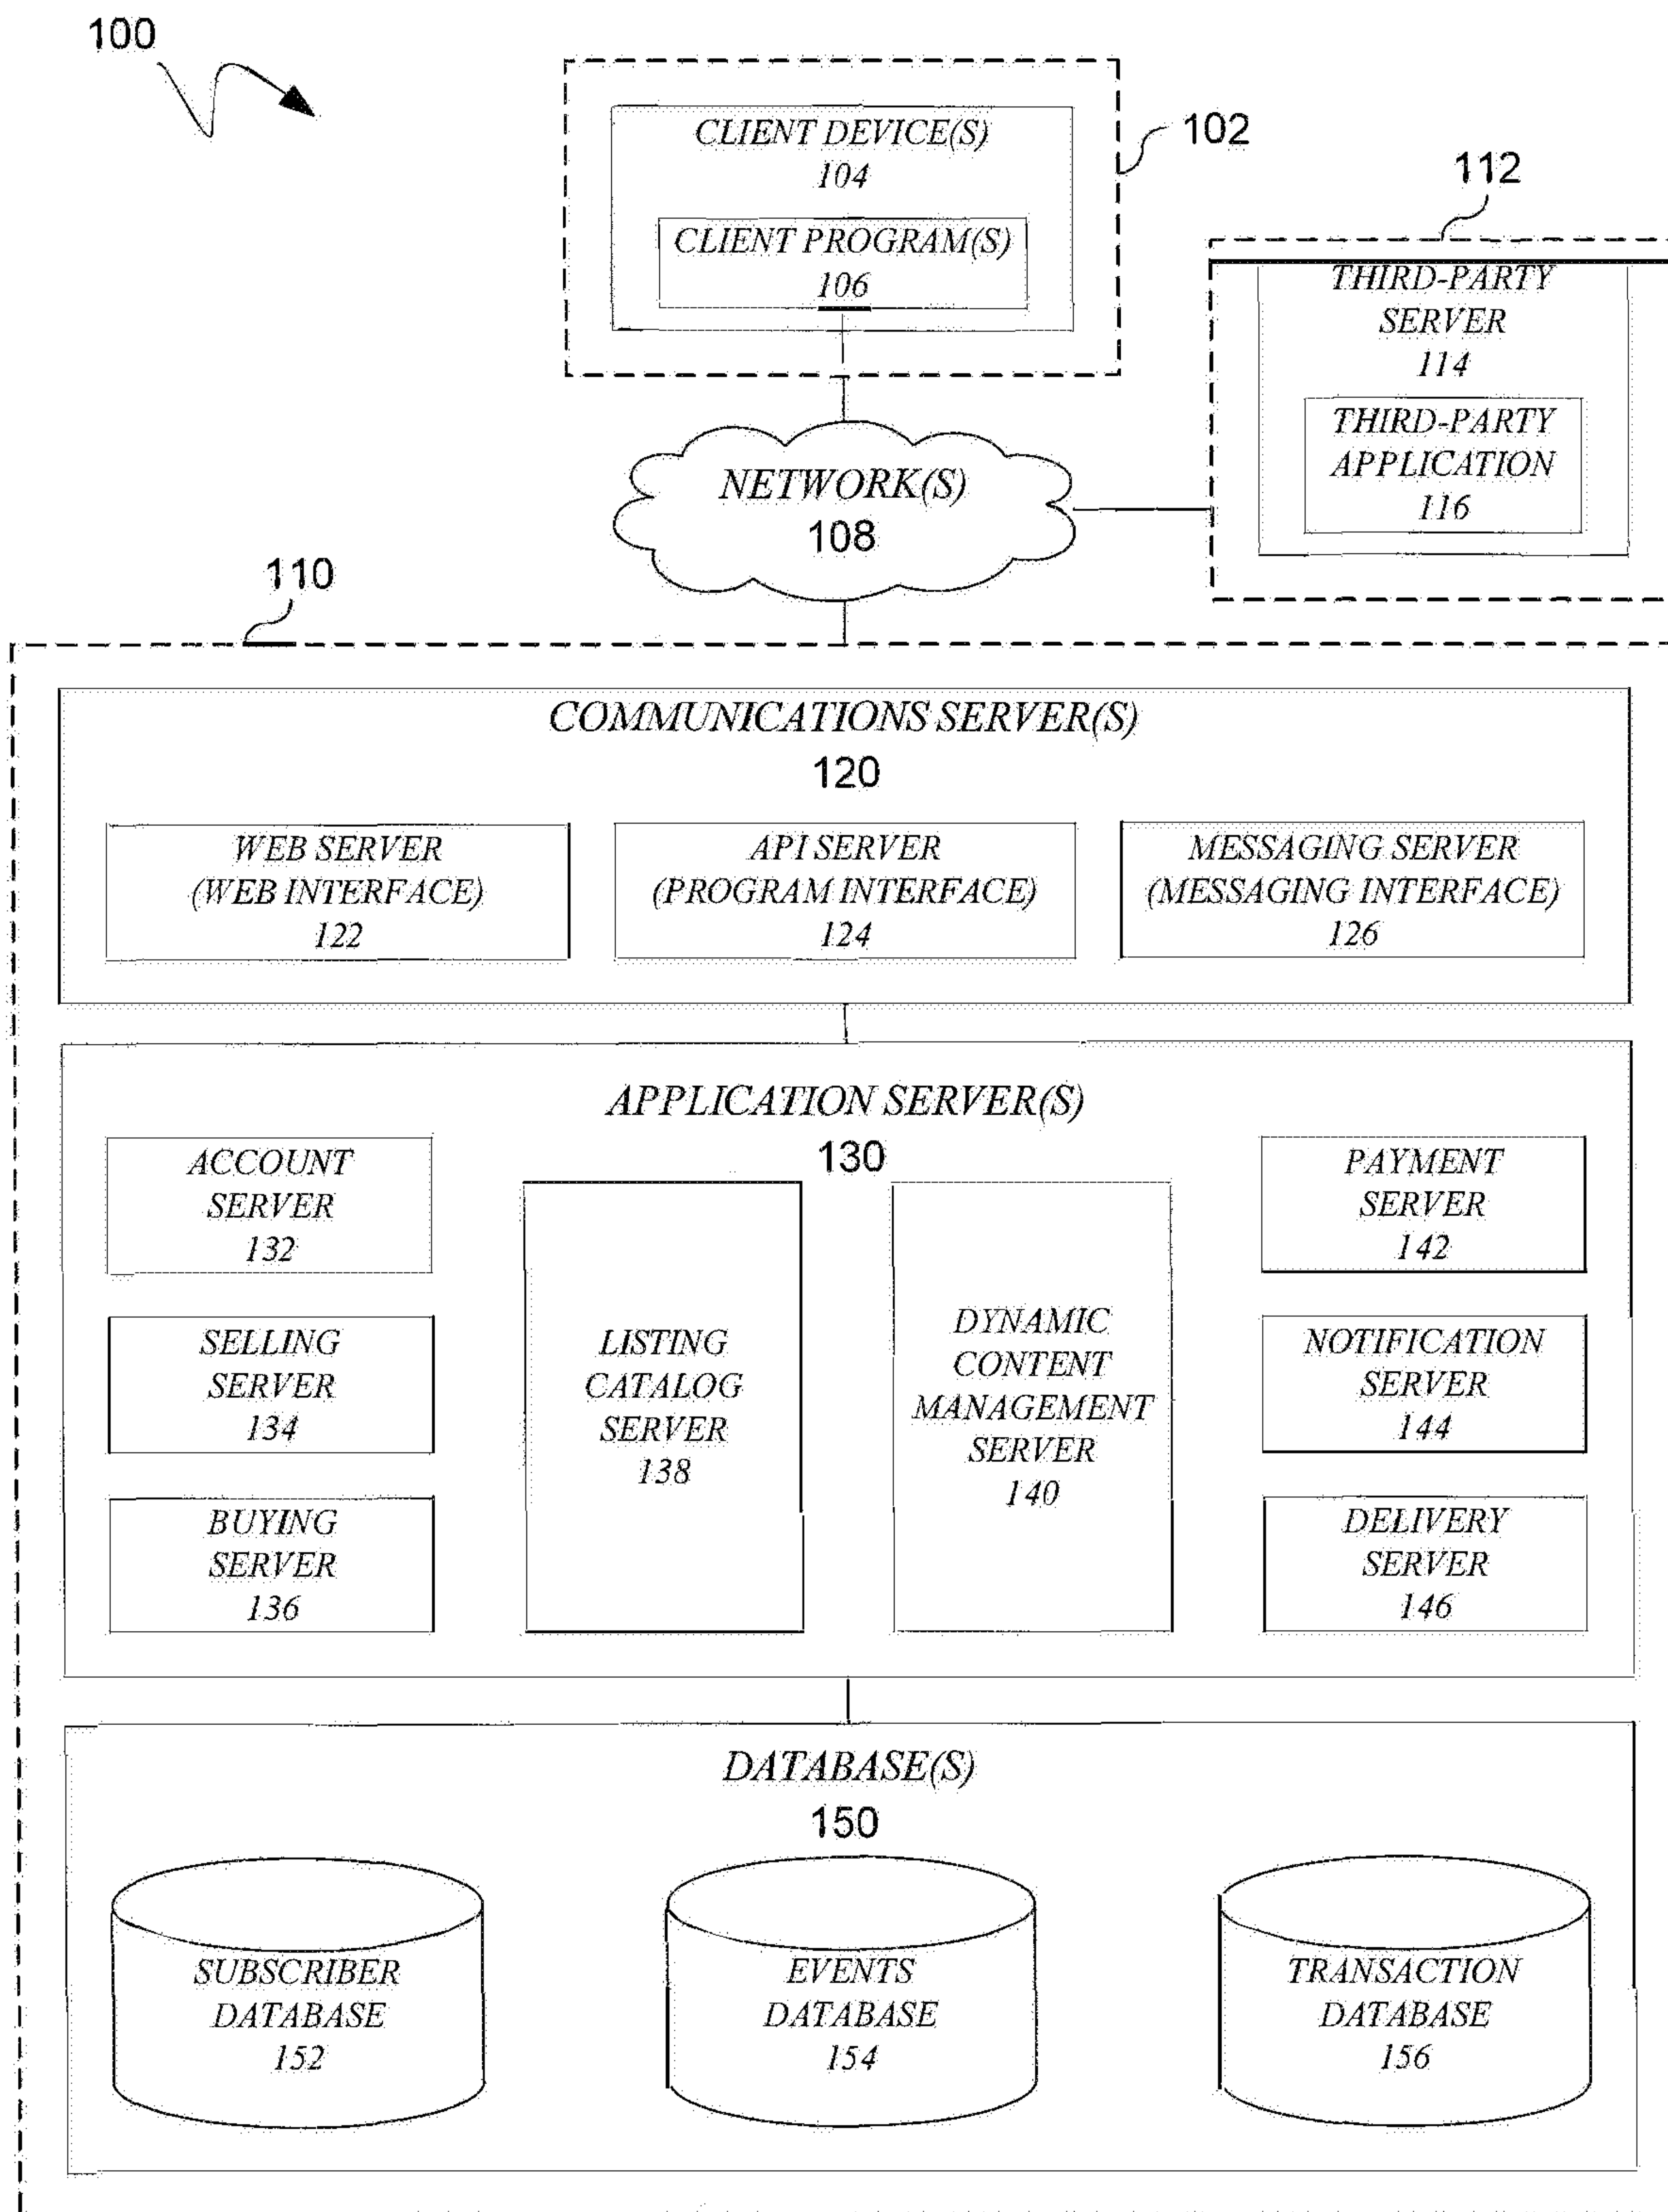 100
CLIENT DEVICE(S)
104
102
CLIENT PROGRAM(S)
106
112
THIRD-PARTY
SERVER
114
THIRD-PARTY
APPLICATION
116
NETWORK(S)
108
110
COMMUNICATIONS SERVER(S)
120
WEB SERVER
(WEB INTERFACE)
122
API SERVER
(PROGRAM INTERFACE)
124
MESSAGING SERVER
(MESSAGING INTERFACE)
126
APPLICATION SERVER(S)
130
ACCOUNT
SERVER
132
SELLING
SERVER
134
BUYING
SERVER
136
LISTING
CATALOG
SERVER
138
DYNAMIC
CONTENT
MANAGEMENT
SERVER
140
PAYMENT
SERVER
142
NOTIFICATION
SERVER
144
DELIVERY
SERVER
146
DATABASE(S)
150
SUBSCRIBER
DATABASE
152
EVENTS
DATABASE
154
TRANSACTION
DATABASE
156